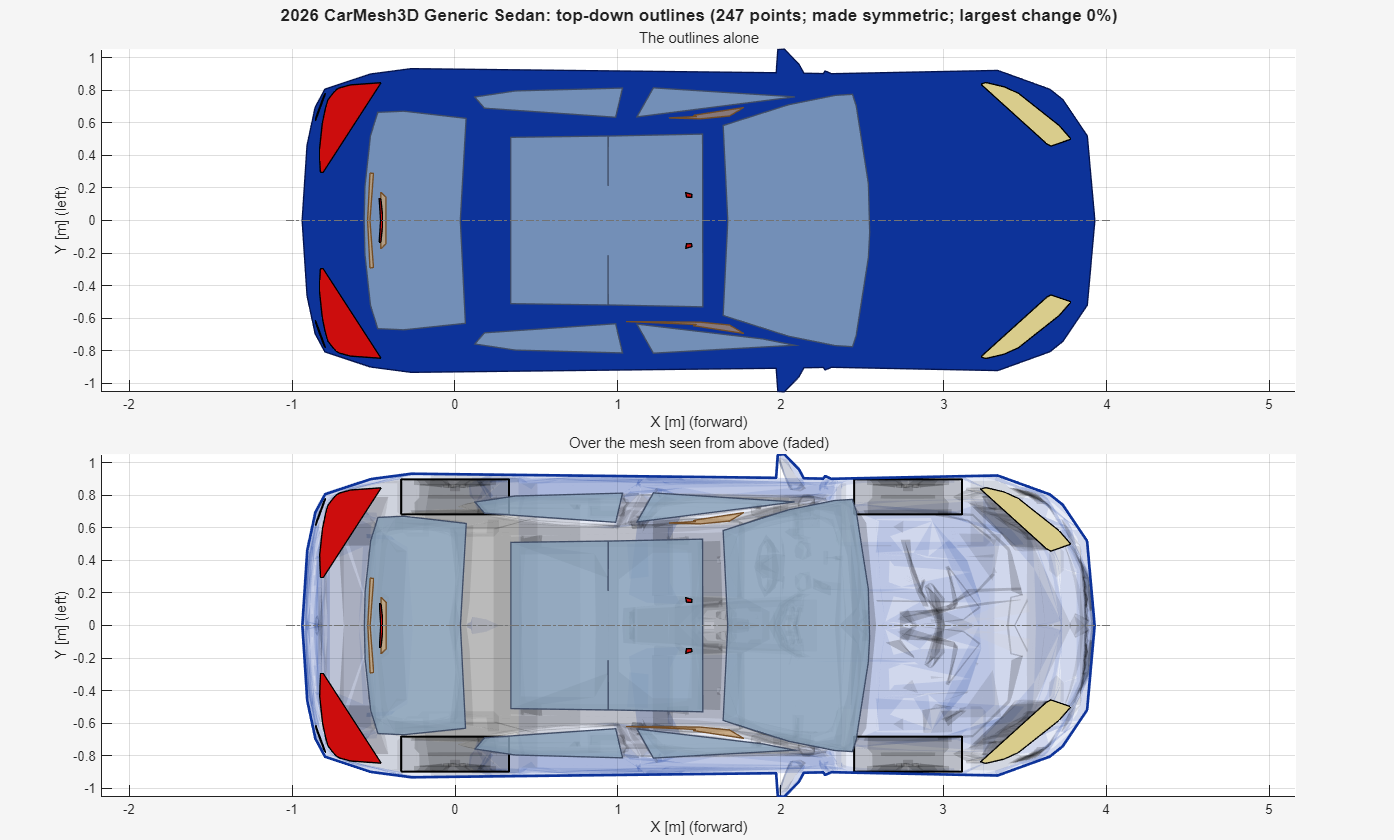 2026 CarMesh3D Generic Sedan: top-down outlines (247 points; made symmetric; largest change 0%)
The outlines alone
1
0.8
0.6
0.4
0.2
0
-0.2
-0.4
-0.6
-0.8
-1
Y [m] (left)
-2 -1 0 1 2 3 4 5
X [m] (forward)
Over the mesh seen from above (faded)
1
0.8
0.6
0.4
0.2
0
-0.2
-0.4
-0.6
-0.8
-1
Y [m] (left)
-2 -1 0 1 2 3 4 5
X [m] (forward)